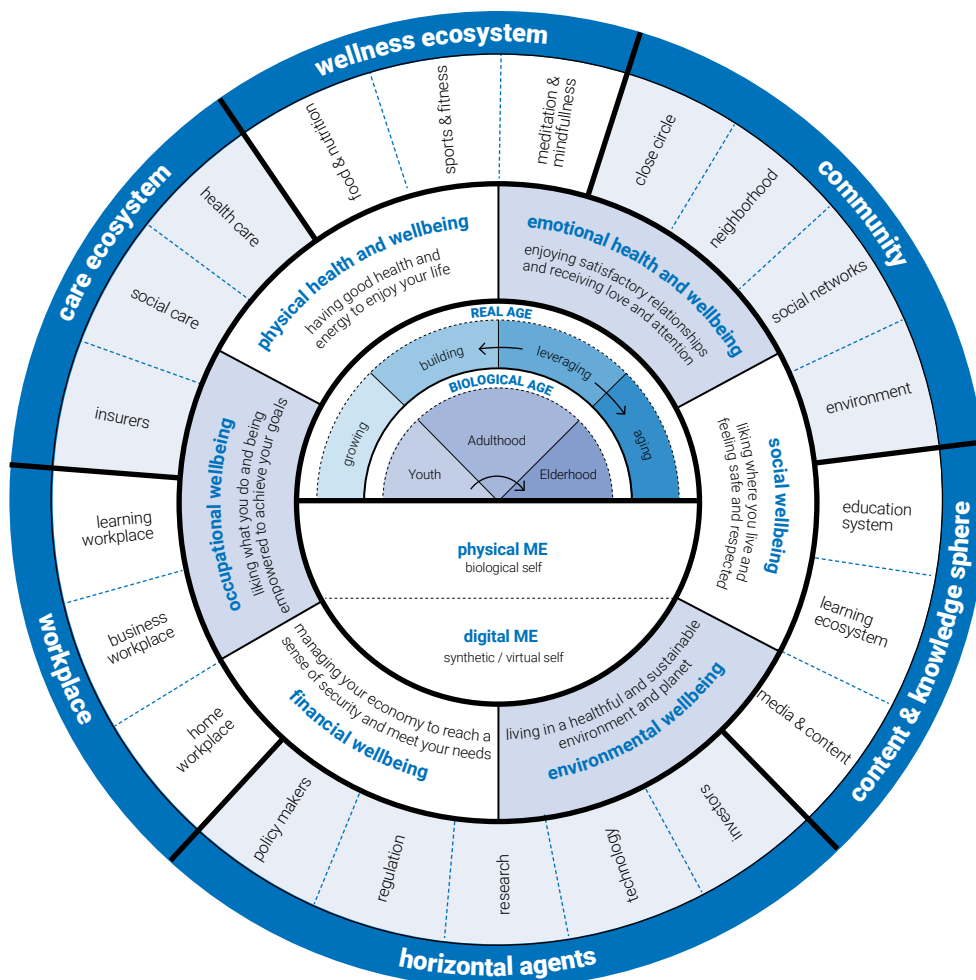 wellness ecosystem
food & nutrition
sports & fitness
meditation &
mindfullness
community
close circle
neighborhood
social networks
environment
content & knowledge sphere
education
system
learning
ecosystem
media & content
horizontal agents
investors
technology
research
regulation
policy makers
workplace
home
workplace
business
workplace
learning
workplace
care ecosystem
insurers
social care
health care
physical health and wellbeing
having good health and
energy to enjoy your life
emotional health and wellbeing
enjoying satisfactory relationships
and receiving love and attention
social wellbeing
liking where you live and
feeling safe and respected
living in a healthful and sustainable
environment and planet
environmental wellbeing
managing your economy to reach a
sense of security and meet your needs
financial wellbeing
occupational wellbeing
liking what you do and being
empowered to achieve your goals
REAL AGE
growing
building
leveraging
aging
BIOLOGICAL AGE
Youth
Adulthood
Elderhood
physical ME
biological self
digital ME
synthetic / virtual self